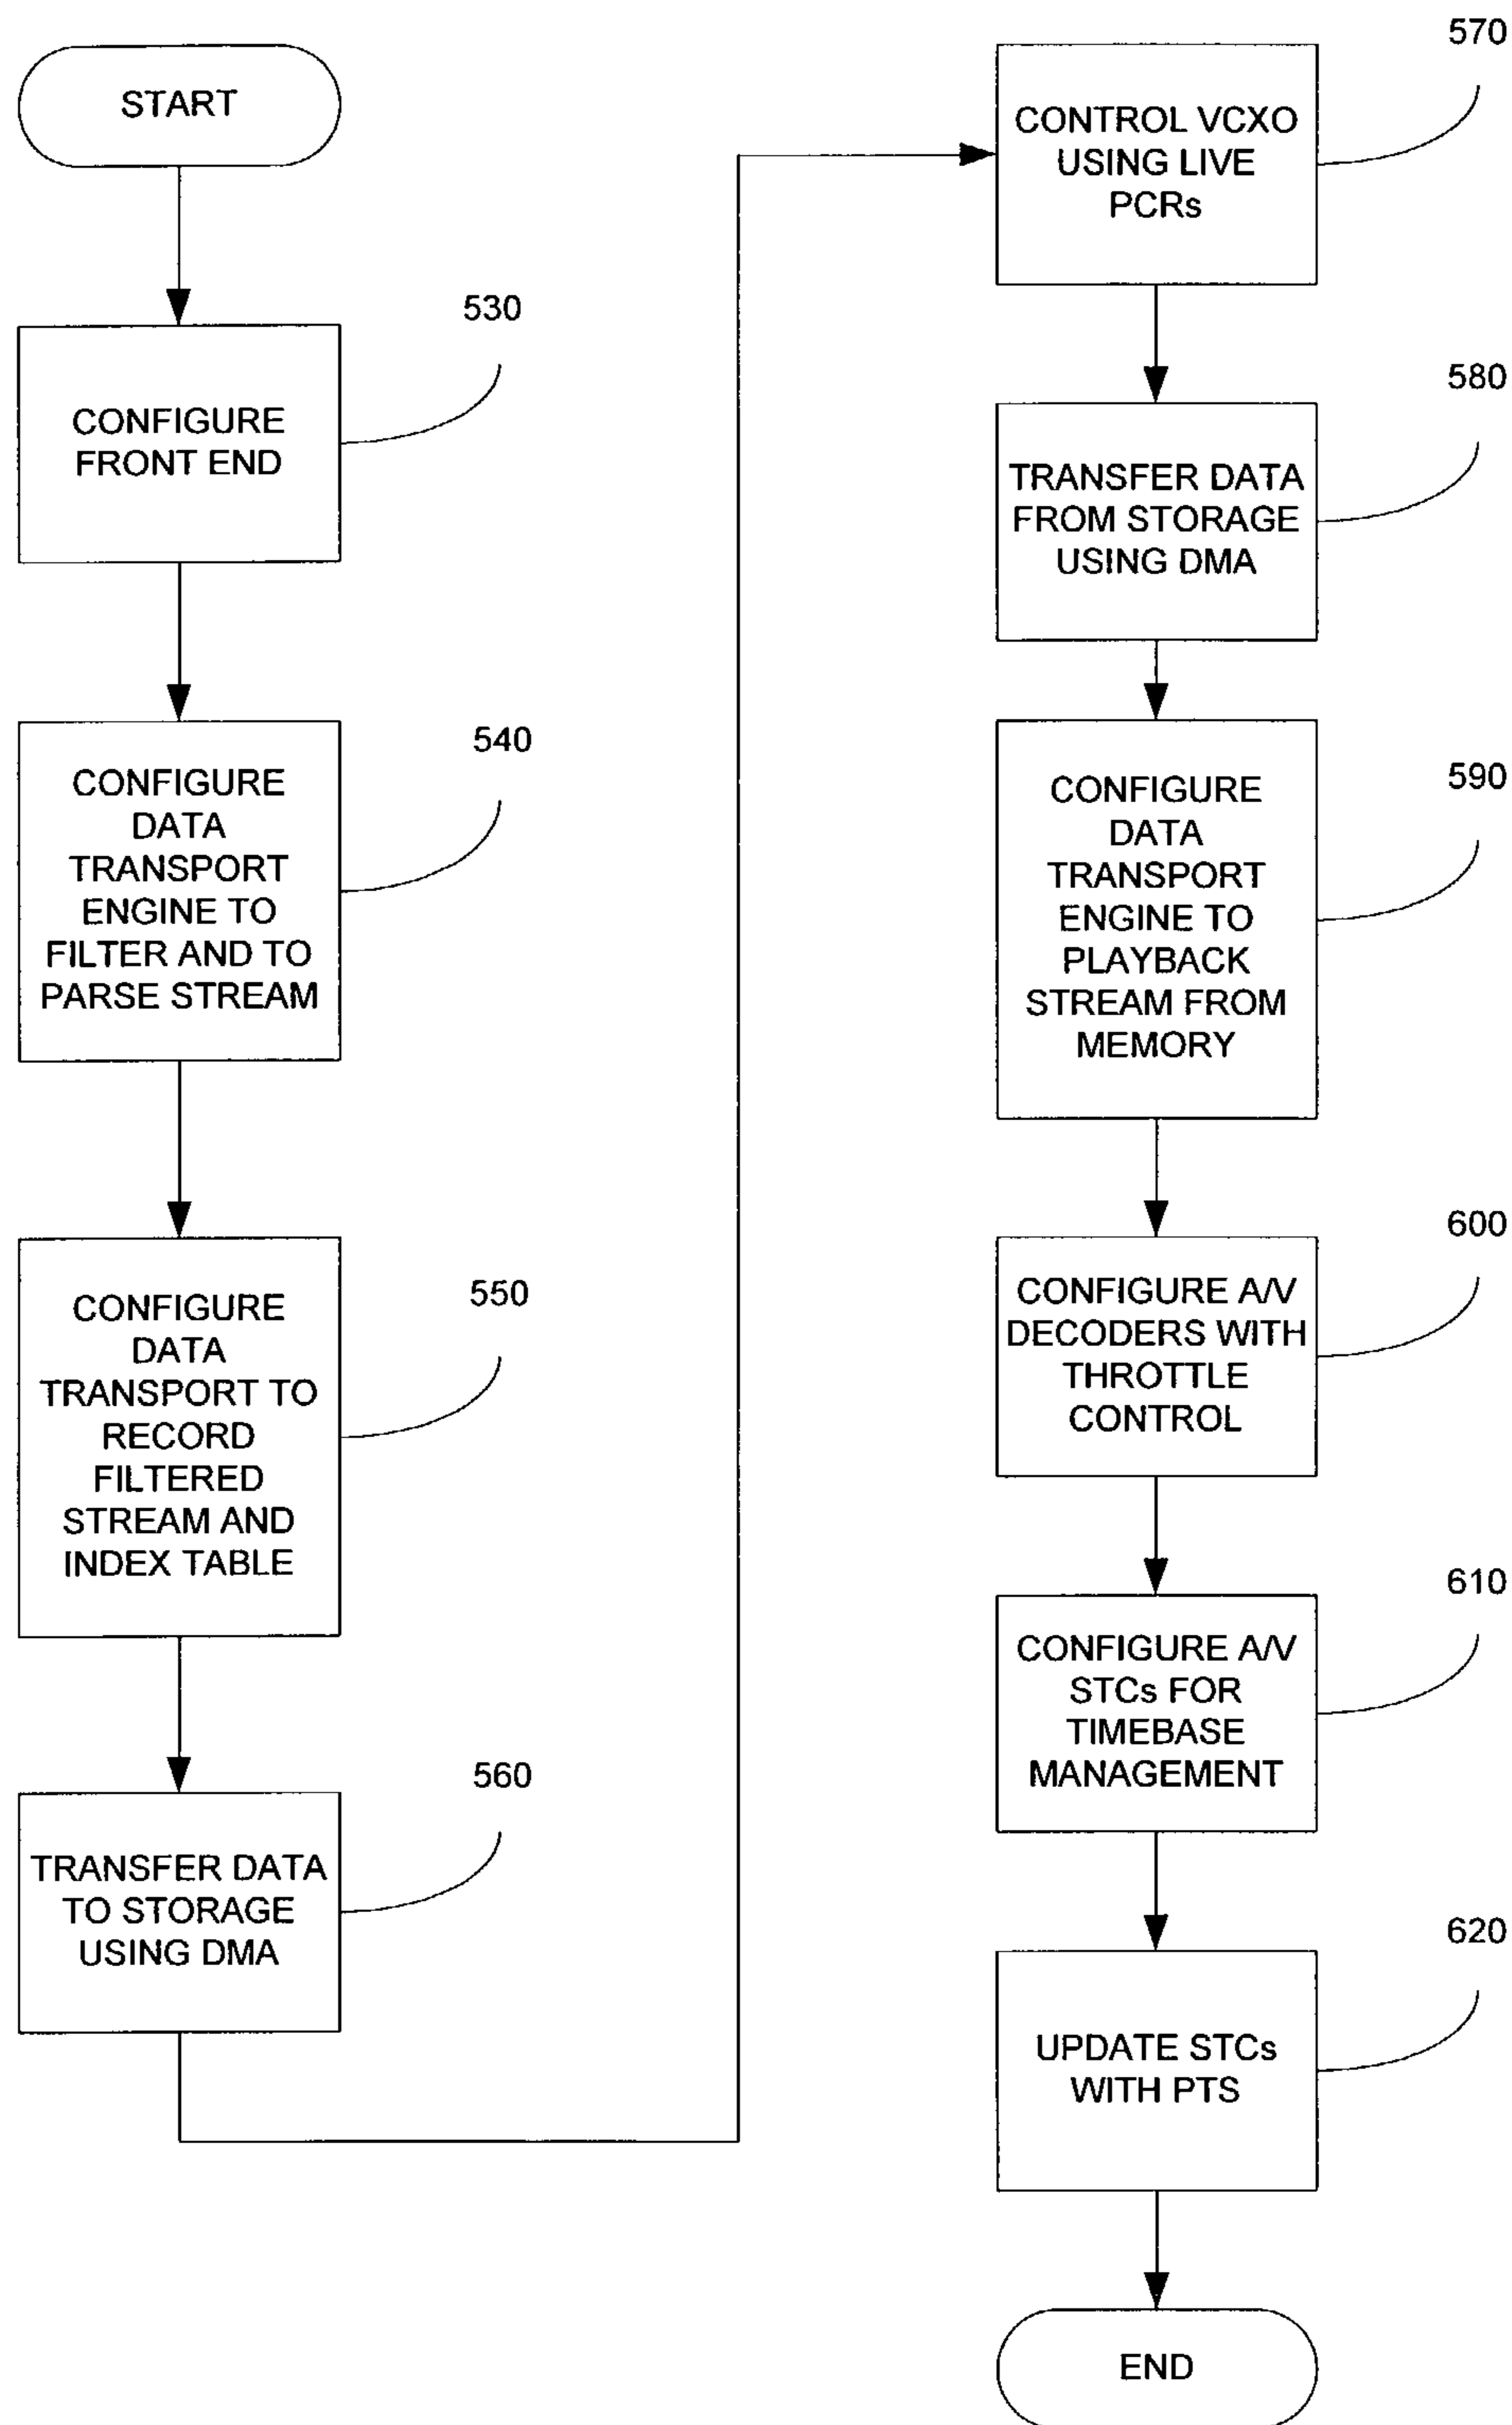 START
530
CONFIGURE
FRONT END
540
CONFIGURE
DATA
TRANSPORT
ENGINE TO
FILTER AND TO
PARSE STREAM
550
CONFIGURE
DATA
TRANSPORT TO
RECORD
FILTERED
STREAM AND
INDEX TABLE
560
TRANSFER DATA
TO STORAGE
USING DMA
570
CONTROL VCXO
USING LIVE
PCRs
580
TRANSFER DATA
FROM STORAGE
USING DMA
590
CONFIGURE
DATA
TRANSPORT
ENGINE TO
PLAYBACK
STREAM FROM
MEMORY
600
CONFIGURE A/V
DECODERS WITH
THROTTLE
CONTROL
610
CONFIGURE A/V
STCs FOR
TIMEBASE
MANAGEMENT
620
UPDATE STCs
WITH PTS
END